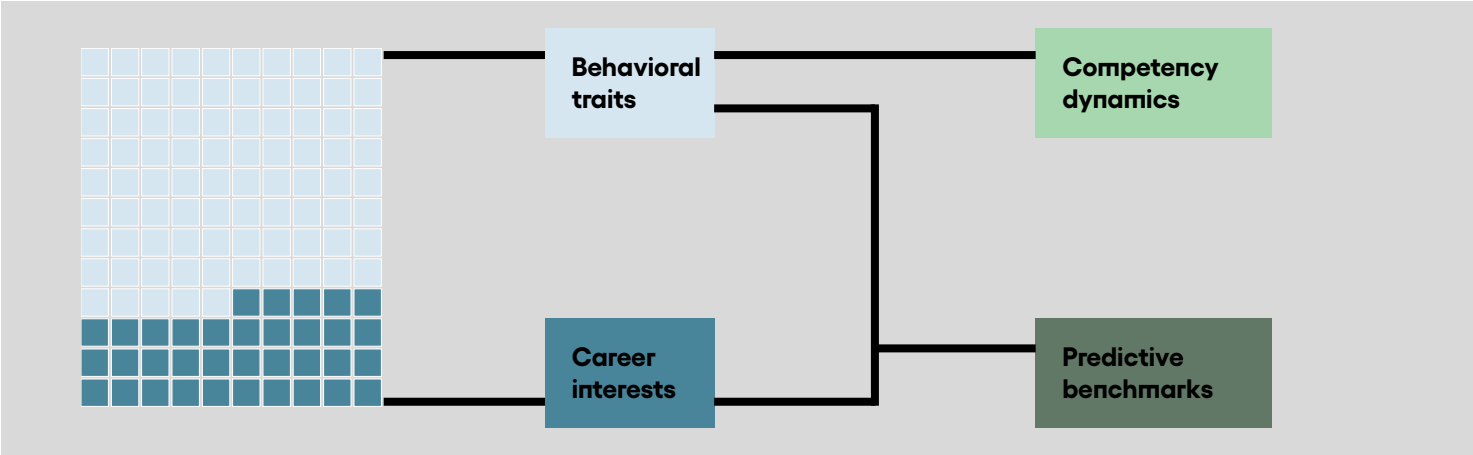 Behavioral
traits
Competency
dynamics
Career
interests
Predictive
benchmarks